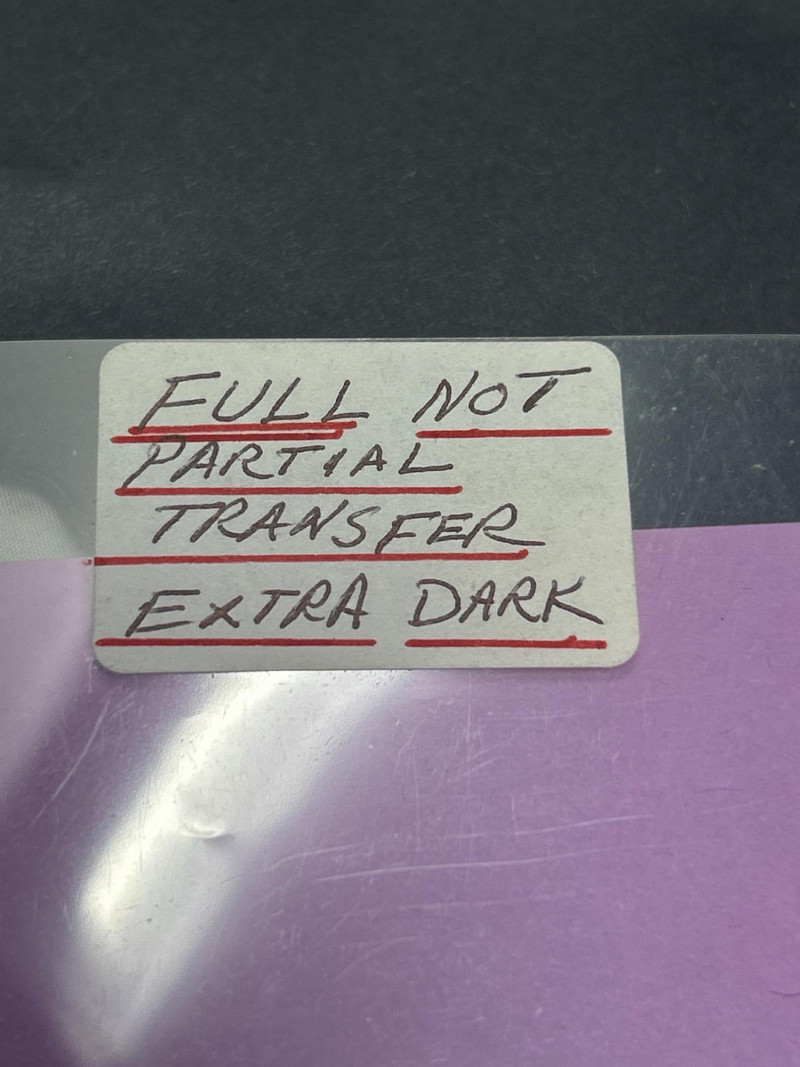 FULL NOT
PARTIAL
TRANSFER
EXTRA DARK